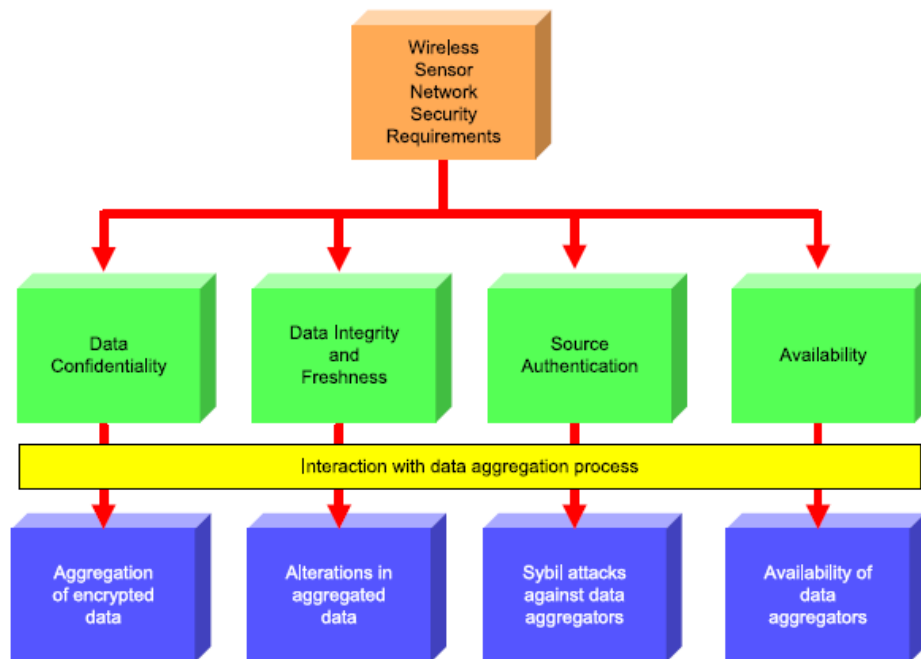 Wireless
Sensor
Network
Security
Requirements
Data
Confidentiality
Data Integrity
and
Freshness
Source
Authentication
Availability
Interaction with data aggregation process
Aggregation
of encrypted
data
Alterations in
aggregated
data
Sybil attacks
against data
aggregators
Availability of
data
aggregators